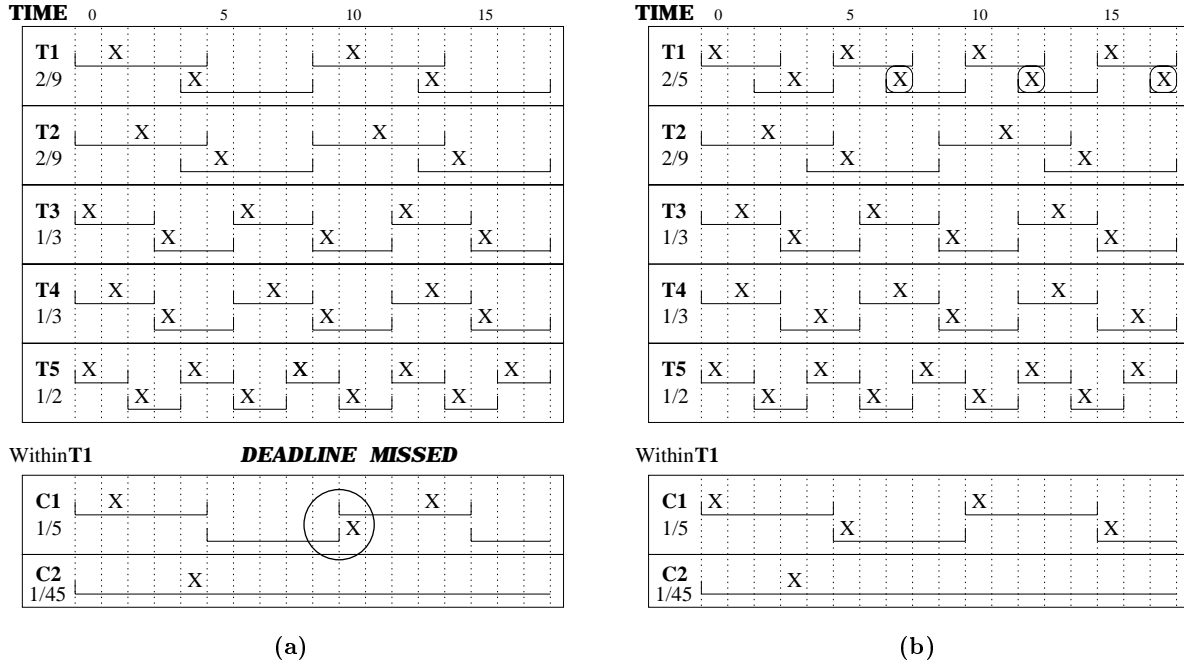 TIME 0 5 10 15
T1 X X
2/9 X X
T2 X X
2/9 X X
T3 X X X
1/3 X X X
T4 X X X
1/3 X X X
T5 X X X X X
1/2 X X X X
Within T1 DEADLINE MISSED
C1 X X
1/5 X
C2 X
1/45
(a)
TIME 0 5 10 15
T1 X X X X
2/5 X X X X
T2 X X
2/9 X X
T3 X X X
1/3 X X X
T4 X X X
1/3 X X X
T5 X X X X X
1/2 X X X X
Within T1
C1 X X
1/5 X X
C2 X
1/45
(b)